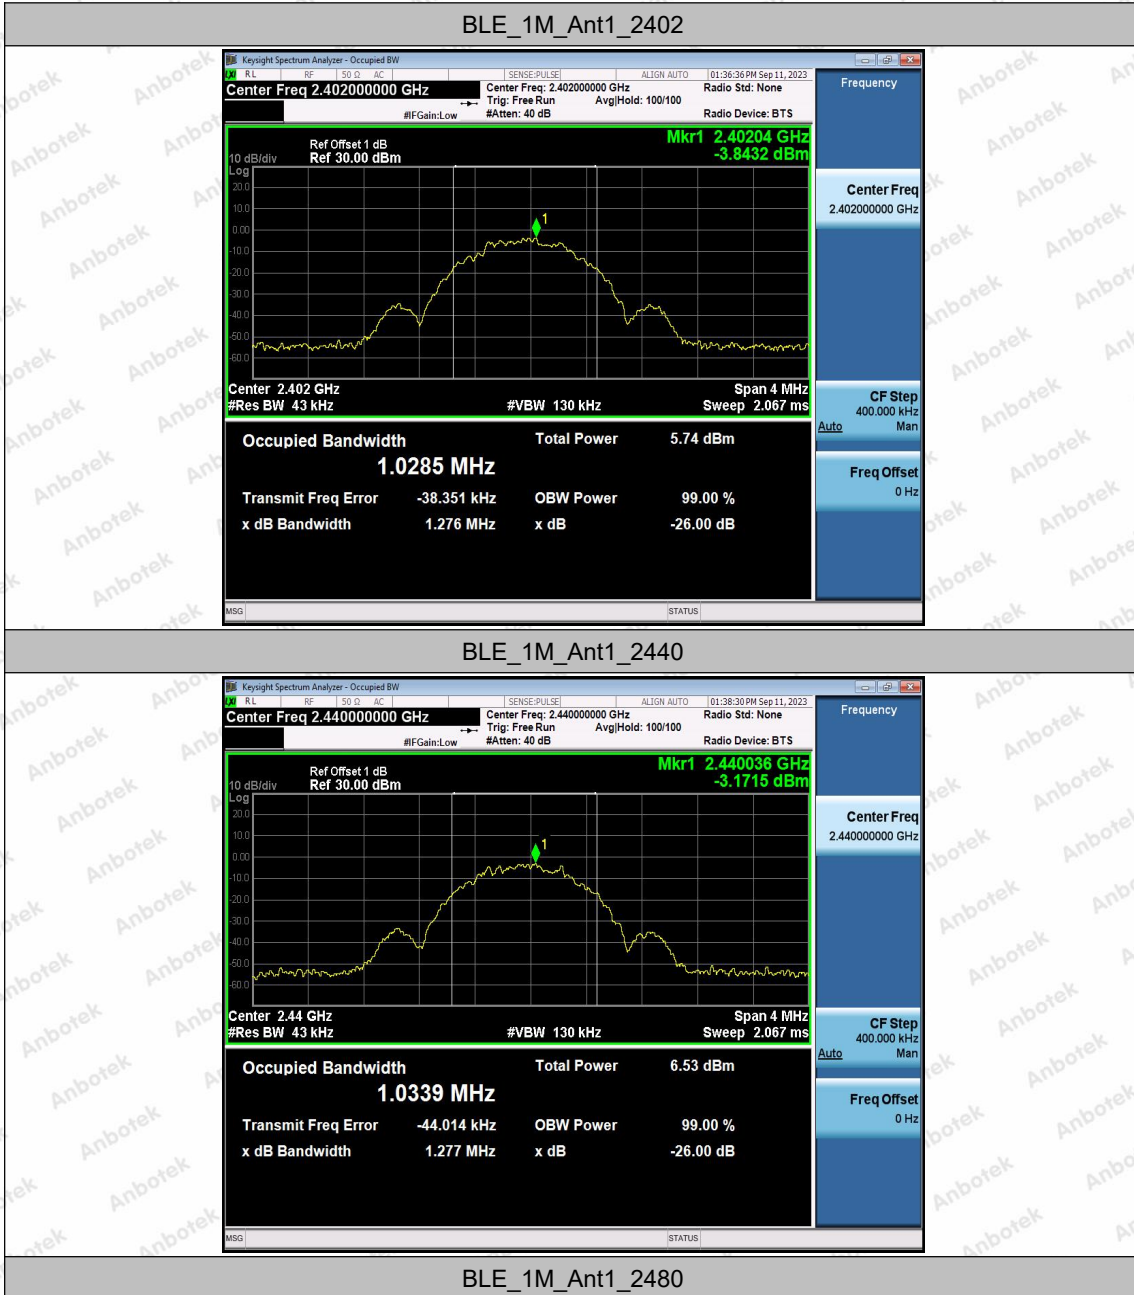 BLE_1M_Ant1_2402
Keysight Spectrum Analyzer - Occupied BW
LXI RL RF 50 Ω AC SENSE:PULSE ALIGN AUTO 01:36:36 PM Sep 11, 2023
Center Freq 2.402000000 GHz
Center Freq: 2.402000000 GHz Radio Std: None
Trig: Free Run Avg|Hold: 100/100
#IFGain:Low #Atten: 40 dB Radio Device: BTS
Frequency
Mkr1 2.40204 GHz
-3.8432 dBm
Ref Offset 1 dB
10 dB/div Ref 30.00 dBm
Log
20.0
10.0
0.00
-10.0
-20.0
-30.0
-40.0
-50.0
-60.0
1
Center Freq
2.402000000 GHz
Center 2.402 GHz Span 4 MHz
#Res BW 43 kHz #VBW 130 kHz Sweep 2.067 ms
CF Step
400.000 kHz
Auto Man
Occupied Bandwidth Total Power 5.74 dBm
1.0285 MHz
Freq Offset
0 Hz
Transmit Freq Error -38.351 kHz OBW Power 99.00 %
x dB Bandwidth 1.276 MHz x dB -26.00 dB
MSG STATUS
BLE_1M_Ant1_2440
Keysight Spectrum Analyzer - Occupied BW
LXI RL RF 50 Ω AC SENSE:PULSE ALIGN AUTO 01:38:30 PM Sep 11, 2023
Center Freq 2.440000000 GHz
Center Freq: 2.440000000 GHz Radio Std: None
Trig: Free Run Avg|Hold: 100/100
#IFGain:Low #Atten: 40 dB Radio Device: BTS
Frequency
Mkr1 2.440036 GHz
-3.1715 dBm
Ref Offset 1 dB
10 dB/div Ref 30.00 dBm
Log
20.0
10.0
0.00
-10.0
-20.0
-30.0
-40.0
-50.0
-60.0
1
Center Freq
2.440000000 GHz
Center 2.44 GHz Span 4 MHz
#Res BW 43 kHz #VBW 130 kHz Sweep 2.067 ms
CF Step
400.000 kHz
Auto Man
Occupied Bandwidth Total Power 6.53 dBm
1.0339 MHz
Freq Offset
0 Hz
Transmit Freq Error -44.014 kHz OBW Power 99.00 %
x dB Bandwidth 1.277 MHz x dB -26.00 dB
MSG STATUS
BLE_1M_Ant1_2480
Anbotek